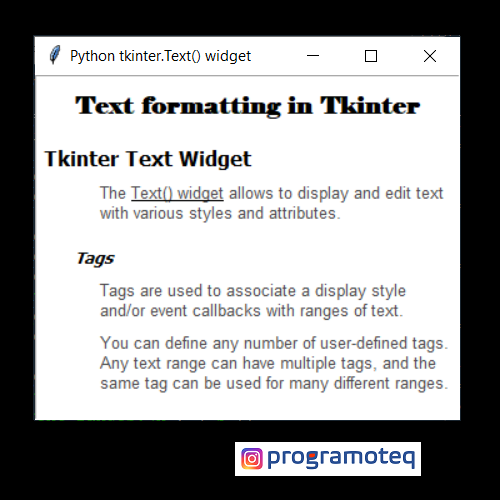 Python tkinter.Text() widget
Text formatting in Tkinter
Tkinter Text Widget
The Text() widget allows to display and edit text
with various styles and attributes.
Tags
Tags are used to associate a display style
and/or event callbacks with ranges of text.
You can define any number of user-defined tags.
Any text range can have multiple tags, and the
same tag can be used for many different ranges.
programoteq